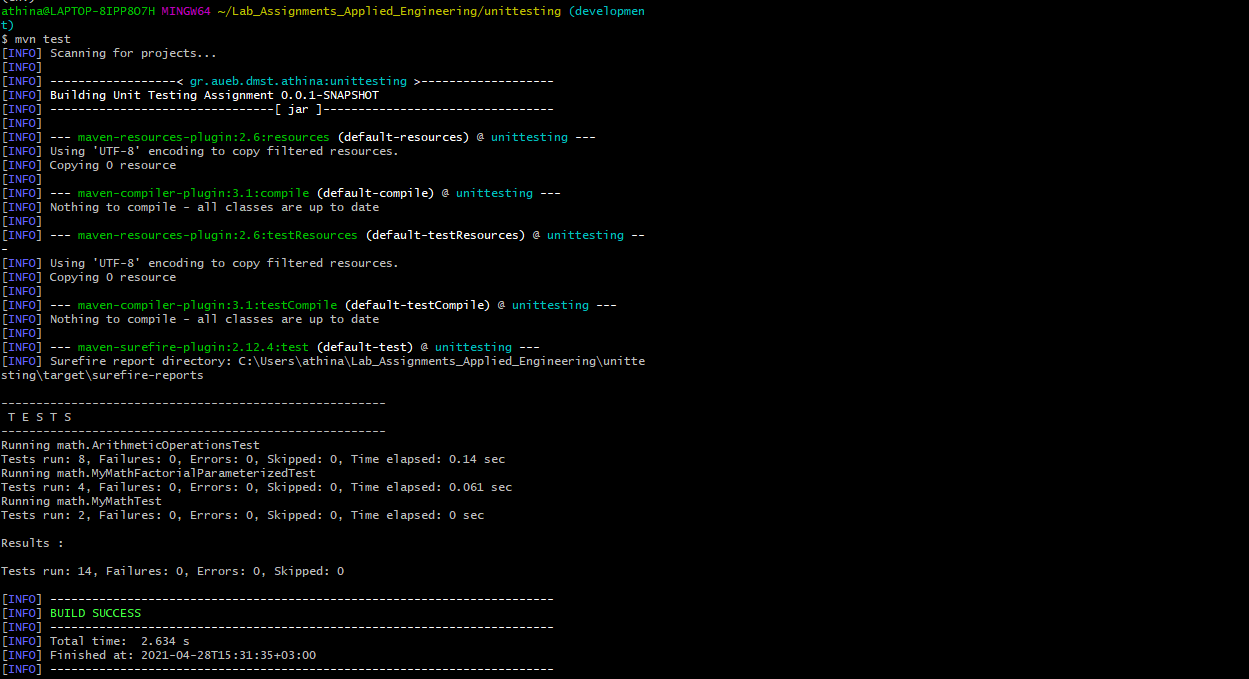 athina@LAPTOP-8IPP8O7H MINGW64 ~/Lab_Assignments_Applied_Engineering/unittesting (developmen
t)
$ mvn test
[INFO] Scanning for projects...
[INFO]
[INFO] ------------------< gr.aueb.dmst.athina:unittesting >-------------------
[INFO] Building Unit Testing Assignment 0.0.1-SNAPSHOT
[INFO] --------------------------------[ jar ]---------------------------------
[INFO]
[INFO] --- maven-resources-plugin:2.6:resources (default-resources) @ unittesting ---
[INFO] Using 'UTF-8' encoding to copy filtered resources.
[INFO] Copying 0 resource
[INFO]
[INFO] --- maven-compiler-plugin:3.1:compile (default-compile) @ unittesting ---
[INFO] Nothing to compile - all classes are up to date
[INFO]
[INFO] --- maven-resources-plugin:2.6:testResources (default-testResources) @ unittesting --
-
[INFO] Using 'UTF-8' encoding to copy filtered resources.
[INFO] Copying 0 resource
[INFO]
[INFO] --- maven-compiler-plugin:3.1:testCompile (default-testCompile) @ unittesting ---
[INFO] Nothing to compile - all classes are up to date
[INFO]
[INFO] --- maven-surefire-plugin:2.12.4:test (default-test) @ unittesting ---
[INFO] Surefire report directory: C:\Users\athina\Lab_Assignments_Applied_Engineering\unitte
sting\target\surefire-reports
-------------------------------------------------------
 T E S T S
-------------------------------------------------------
Running math.ArithmeticOperationsTest
Tests run: 8, Failures: 0, Errors: 0, Skipped: 0, Time elapsed: 0.14 sec
Running math.MyMathFactorialParameterizedTest
Tests run: 4, Failures: 0, Errors: 0, Skipped: 0, Time elapsed: 0.061 sec
Running math.MyMathTest
Tests run: 2, Failures: 0, Errors: 0, Skipped: 0, Time elapsed: 0 sec
Results :
Tests run: 14, Failures: 0, Errors: 0, Skipped: 0
[INFO] ------------------------------------------------------------------------
[INFO] BUILD SUCCESS
[INFO] ------------------------------------------------------------------------
[INFO] Total time:  2.634 s
[INFO] Finished at: 2021-04-28T15:31:35+03:00
[INFO] ------------------------------------------------------------------------